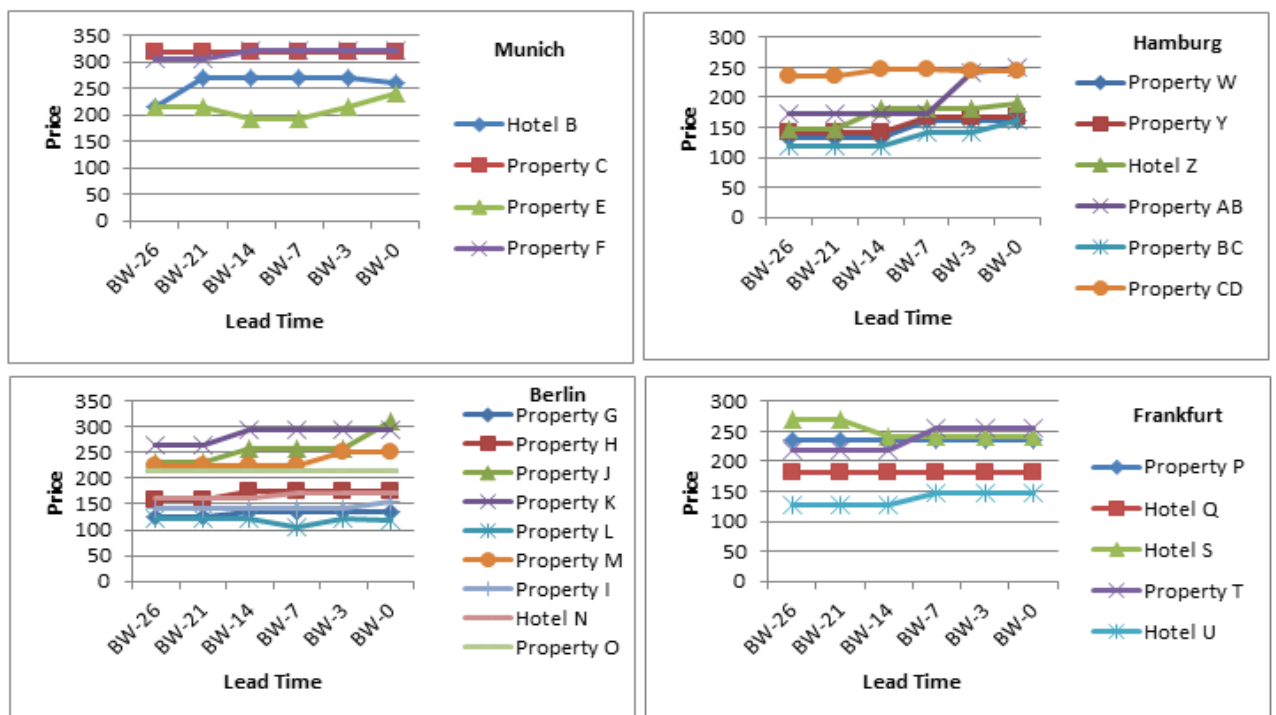 Munich
350
300
250
200
150
100
50
0
Price
BW-26
BW-21
BW-14
BW-7
BW-3
BW-0
Lead Time
Hotel B
Property C
Property E
Property F
Hamburg
300
250
200
150
100
50
0
Price
BW-26
BW-21
BW-14
BW-7
BW-3
BW-0
Lead Time
Property W
Property Y
Hotel Z
Property AB
Property BC
Property CD
Berlin
350
300
250
200
150
100
50
0
Price
BW-26
BW-21
BW-14
BW-7
BW-3
BW-0
Lead Time
Property G
Property H
Property J
Property K
Property L
Property M
Property I
Hotel N
Property O
Frankfurt
300
250
200
150
100
50
0
Price
BW-26
BW-21
BW-14
BW-7
BW-3
BW-0
Lead Time
Property P
Hotel Q
Hotel S
Property T
Hotel U